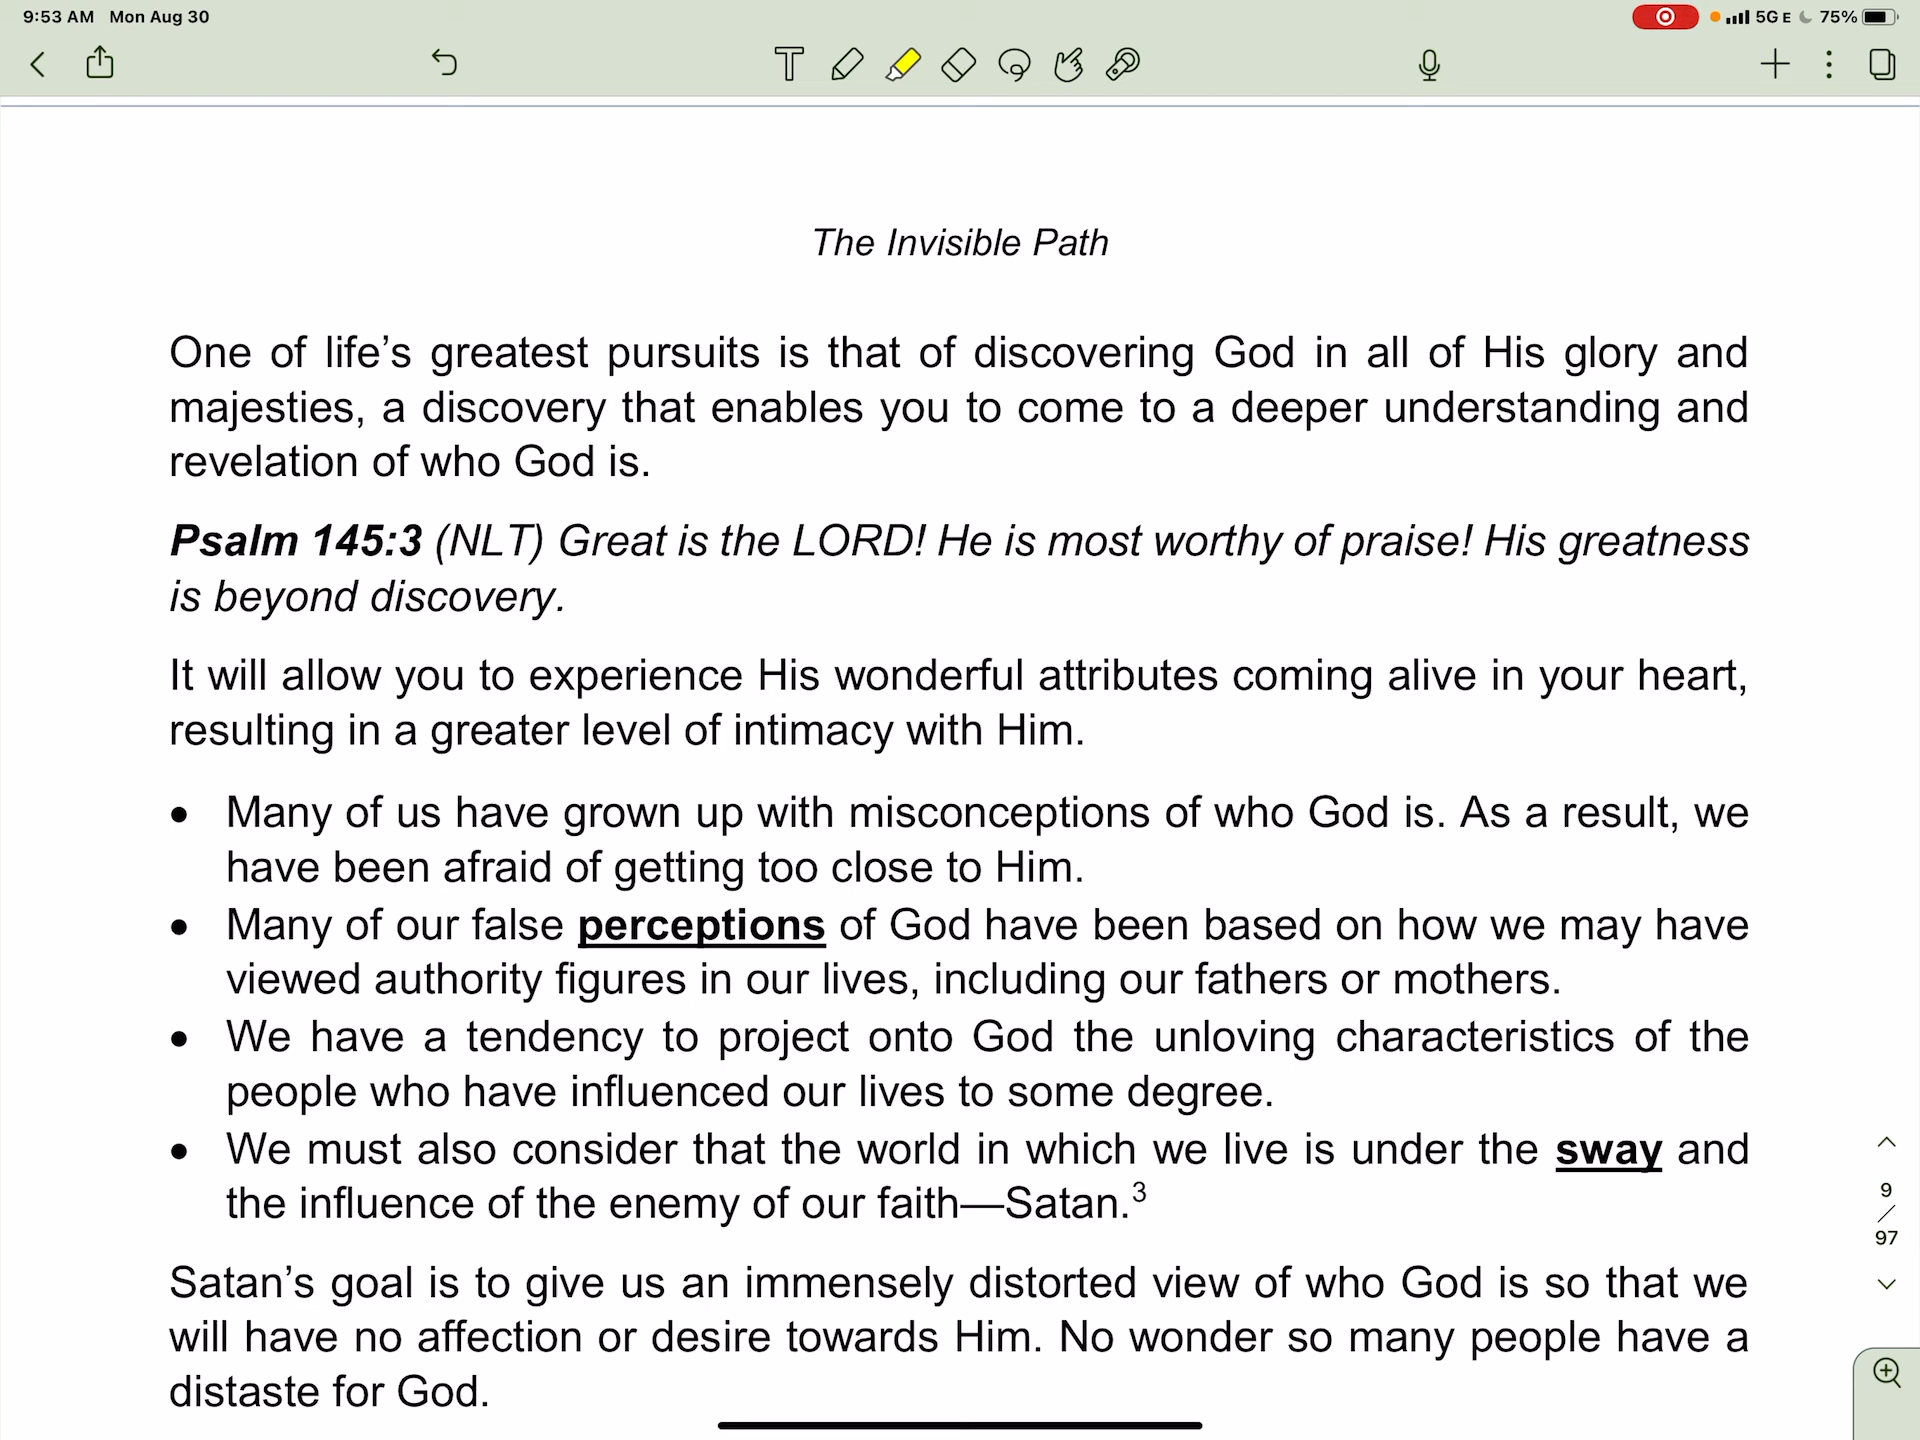 9:53 AM Mon Aug 30
5G E 75%
The Invisible Path
One of life’s greatest pursuits is that of discovering God in all of His glory and
majesties, a discovery that enables you to come to a deeper understanding and
revelation of who God is.
Psalm 145:3 (NLT) Great is the LORD! He is most worthy of praise! His greatness
is beyond discovery.
It will allow you to experience His wonderful attributes coming alive in your heart,
resulting in a greater level of intimacy with Him.
• Many of us have grown up with misconceptions of who God is. As a result, we
have been afraid of getting too close to Him.
• Many of our false perceptions of God have been based on how we may have
viewed authority figures in our lives, including our fathers or mothers.
• We have a tendency to project onto God the unloving characteristics of the
people who have influenced our lives to some degree.
• We must also consider that the world in which we live is under the sway and
the influence of the enemy of our faith—Satan.³
Satan’s goal is to give us an immensely distorted view of who God is so that we
will have no affection or desire towards Him. No wonder so many people have a
distaste for God.
9
/
97